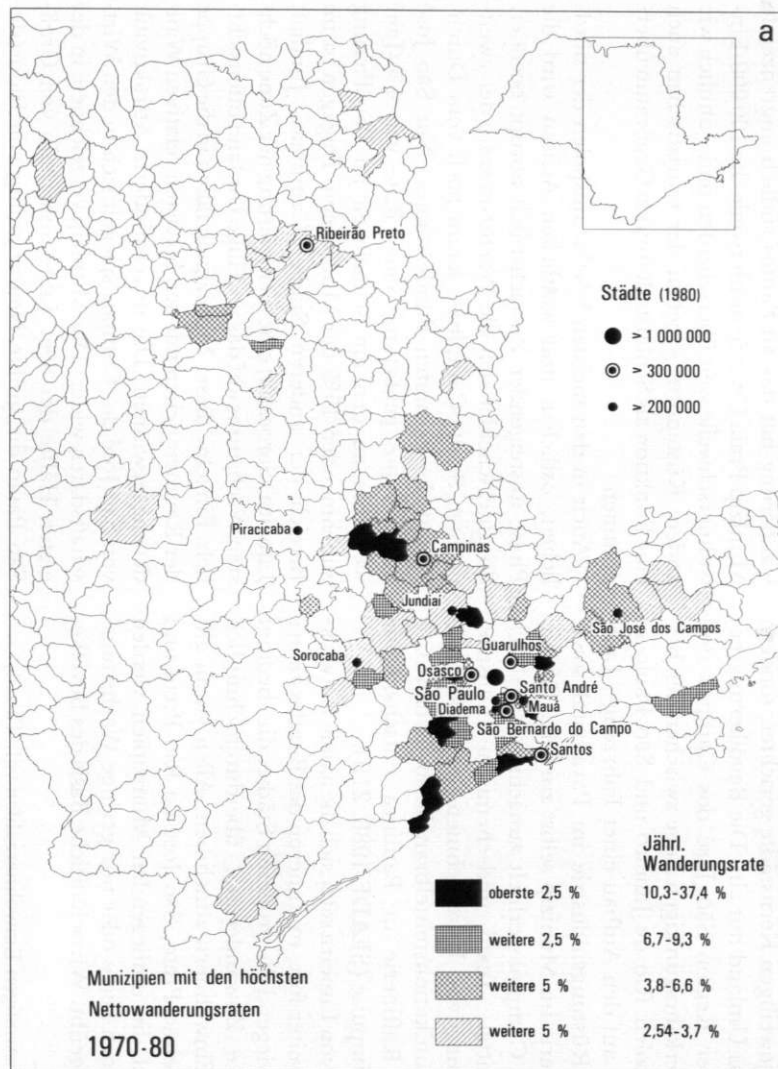 a
Ribeirão Preto
Städte (1980)
> 1 000 000
> 300 000
> 200 000
Piracicaba
Campinas
Jundiaí
São José dos Campos
Guarulhos
Sorocaba
Osasco
Santo André
São Paulo
Mauá
Diadema
São Bernardo do Campo
Santos
Jährl.
Wanderungsrate
oberste 2,5 % 10,3-37,4 %
weitere 2,5 % 6,7-9,3 %
weitere 5 % 3,8-6,6 %
weitere 5 % 2,54-3,7 %
Munizipien mit den höchsten
Nettowanderungsraten
1970-80